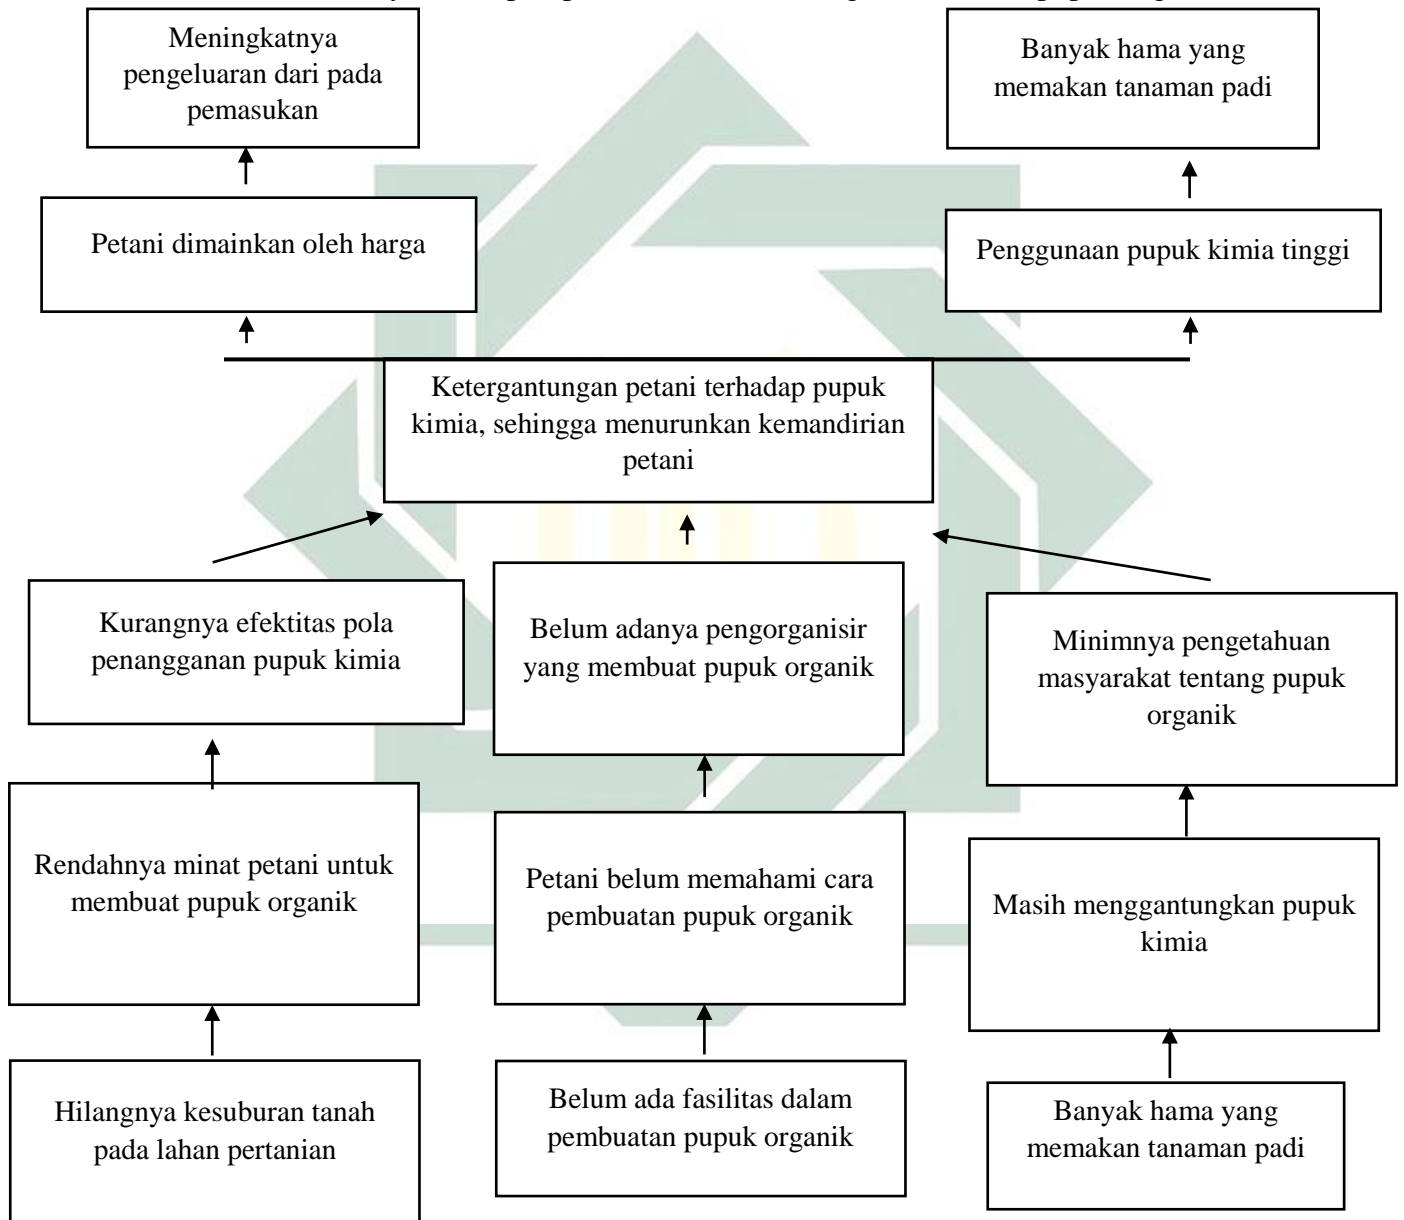 Meningkatnya
pengeluaran dari pada
pemasukan
Banyak hama yang
memakan tanaman padi
Petani dimainkan oleh harga
Penggunaan pupuk kimia tinggi
Ketergantungan petani terhadap pupuk
kimia, sehingga menurunkan kemandirian
petani
Kurangnya efektitas pola
penangganan pupuk kimia
Belum adanya pengorganisir
yang membuat pupuk organik
Minimnya pengetahuan
masyarakat tentang pupuk
organik
Rendahnya minat petani untuk
membuat pupuk organik
Petani belum memahami cara
pembuatan pupuk organik
Masih menggantungkan pupuk
kimia
Hilangnya kesuburan tanah
pada lahan pertanian
Belum ada fasilitas dalam
pembuatan pupuk organik
Banyak hama yang
memakan tanaman padi